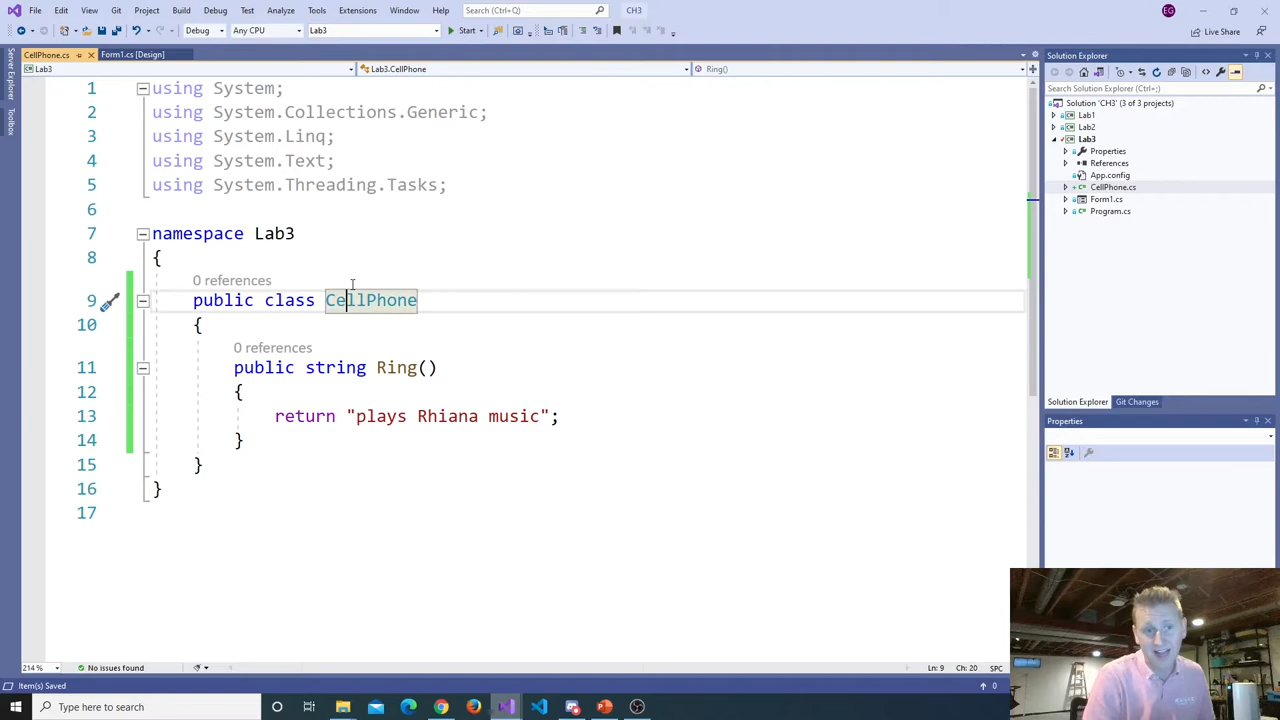 File Edit View Git Project Build Debug Test Analyze Tools Extensions Window Help Search (Ctrl+Q) CH3 EG
Debug Any CPU Lab3 Start Live Share
CellPhone.cs Form1.cs [Design]
Lab3 Lab3.CellPhone Ring()
Server Explorer
Toolbox
1 using System;
2 using System.Collections.Generic;
3 using System.Linq;
4 using System.Text;
5 using System.Threading.Tasks;
6
7 namespace Lab3
8 {
0 references
9 public class CellPhone
10 {
0 references
11 public string Ring()
12 {
13 return "plays Rhiana music";
14 }
15 }
16 }
17
Solution Explorer
Search Solution Explorer (Ctrl+;)
Solution 'CH3' (3 of 3 projects)
Lab1
Lab2
Lab3
Properties
References
App.config
CellPhone.cs
Form1.cs
Program.cs
Solution Explorer Git Changes
Properties
214 % No issues found Ln: 9 Ch: 20 SPC
Item(s) Saved 0
Type here to search